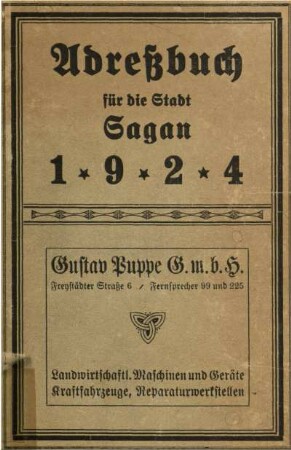 Adreßbuch
für die Stadt
Sagan
1 * 9 * 2 * 4
Gustav Puppe G. m. b. H.
Freystädter Straße 6 / Fernsprecher 99 und 225
Landwirtschaftl. Maschinen und Geräte
Kraftfahrzeuge, Reparaturwerkstellen